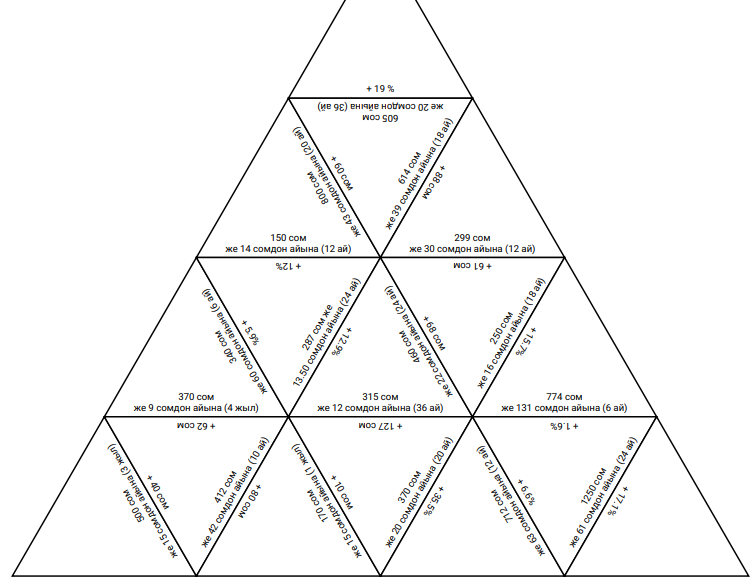 + 19 %
605 сом
же 20 сомдон айына (36 ай)
+ 60 сом
800 сом
же 43 сомдон айына (20 ай)
614 сом
же 39 сомдон айына (18 ай)
+ 88 сом
150 сом
же 14 сомдон айына (12 ай)
+ 12%
299 сом
же 30 сомдон айына (12 ай)
+ 61 сом
+ 5.9%
340 сом
же 60 сомдон айына (6 ай)
287 сом же
13.50 сомдон айына (24 ай)
+ 12.9%
+ 68 сом
460 сом
же 22 сомдон айына (24 ай)
250 сом
же 16 сомдон айына (18 ай)
+ 15.7%
370 сом
же 9 сомдон айына (4 жыл)
+ 62 сом
315 сом
же 12 сомдон айына (36 ай)
+ 127 сом
774 сом
же 131 сомдон айына (6 ай)
+ 1.6%
+ 40 сом
500 сом
же 15 сомдон айына (3 жыл)
412 сом
же 42 сомдон айына (10 ай)
+ 80 сом
+ 10 сом
170 сом
же 15 сомдон айына (1 жыл)
370 сом
же 20 сомдон айына (20 ай)
+ 35.5%
+ 9.9%
712 сом
же 63 сомдон айына (12 ай)
1250 сом
же 61 сомдон айына (24 ай)
+ 17.1%